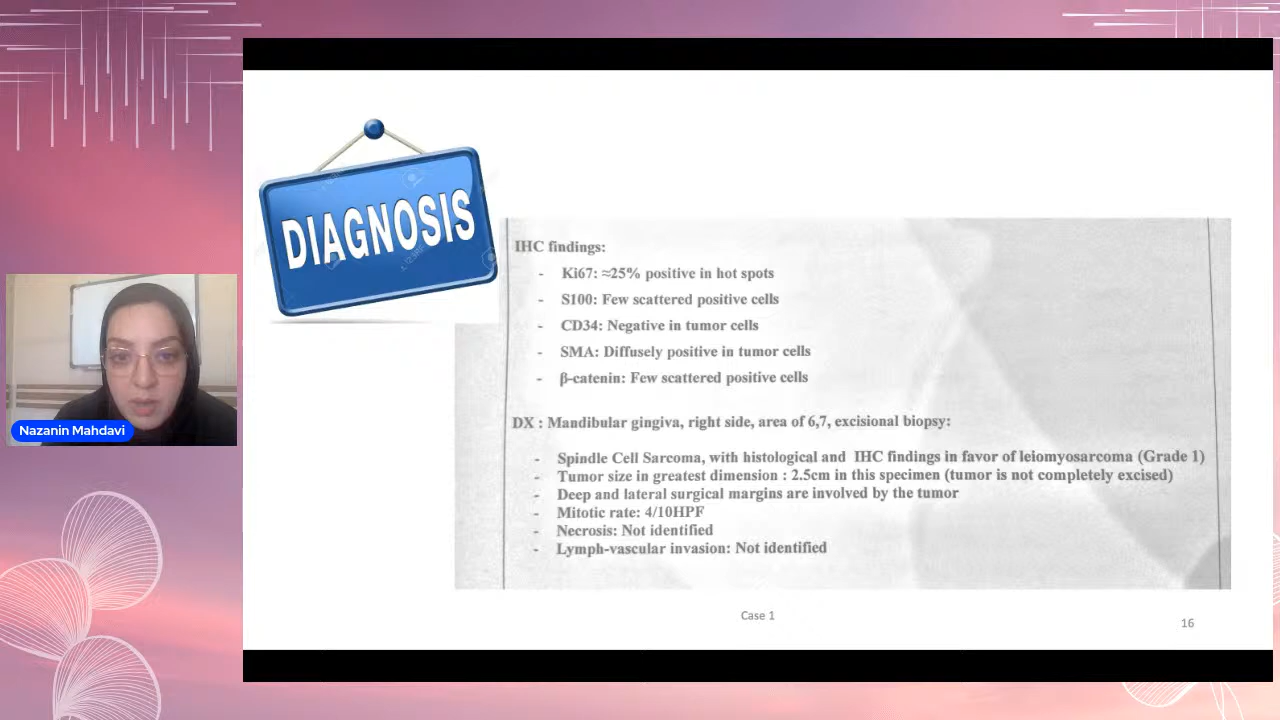 DIAGNOSIS
IHC findings:
- Ki67: ≈25% positive in hot spots
- S100: Few scattered positive cells
- CD34: Negative in tumor cells
- SMA: Diffusely positive in tumor cells
- β-catenin: Few scattered positive cells
DX : Mandibular gingiva, right side, area of 6,7, excisional biopsy:
- Spindle Cell Sarcoma, with histological and IHC findings in favor of leiomyosarcoma (Grade 1)
- Tumor size in greatest dimension : 2.5cm in this specimen (tumor is not completely excised)
- Deep and lateral surgical margins are involved by the tumor
- Mitotic rate: 4/10HPF
- Necrosis: Not identified
- Lymph-vascular invasion: Not identified
Nazanin Mahdavi
Case 1
16